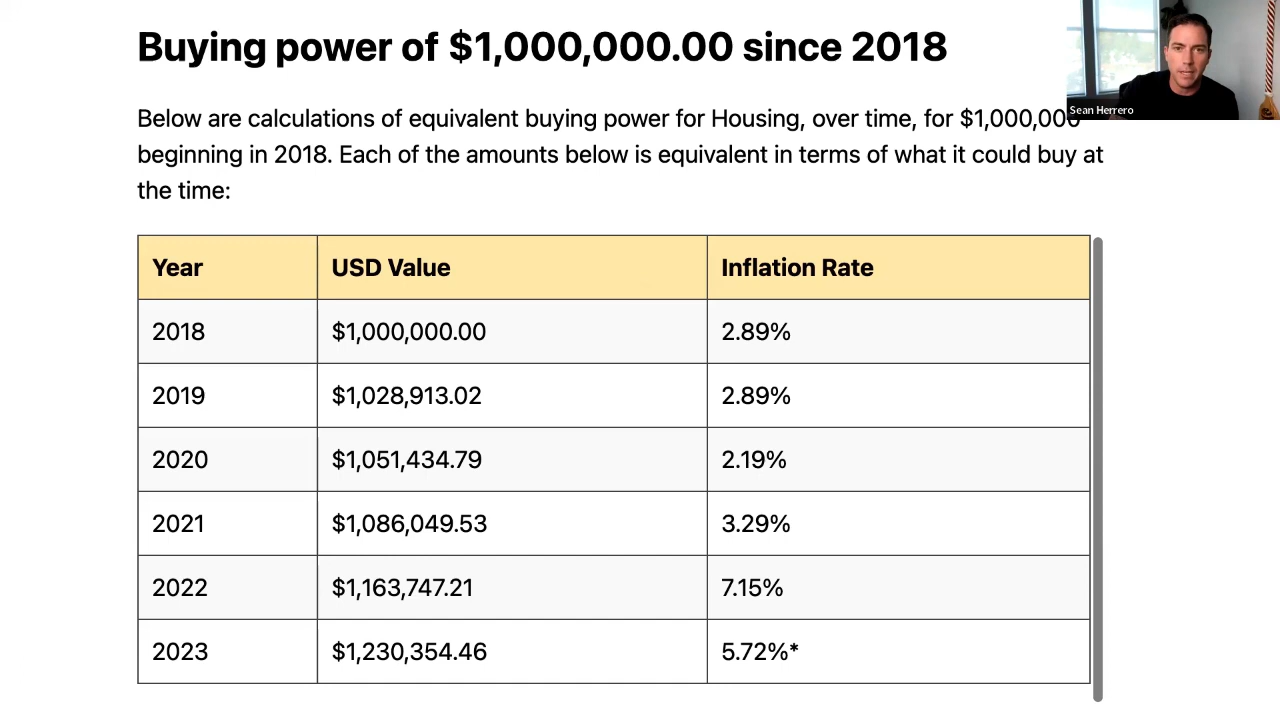 Buying power of $1,000,000.00 since 2018
Sean Herrero
Below are calculations of equivalent buying power for Housing, over time, for $1,000,000
beginning in 2018. Each of the amounts below is equivalent in terms of what it could buy at
the time:
Year USD Value Inflation Rate
2018 $1,000,000.00 2.89%
2019 $1,028,913.02 2.89%
2020 $1,051,434.79 2.19%
2021 $1,086,049.53 3.29%
2022 $1,163,747.21 7.15%
2023 $1,230,354.46 5.72%*